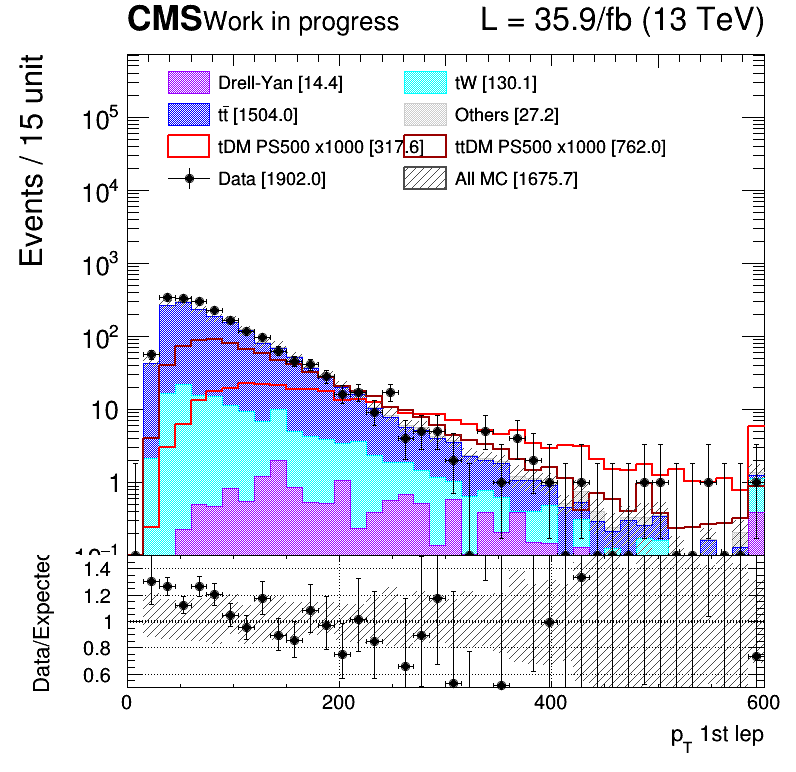 CMS Work in progress L = 35.9/fb (13 TeV)
Events / 15 unit
Drell-Yan [14.4] tW [130.1]
tt̄ [1504.0] Others [27.2]
tDM PS500 x1000 [317.6] ttDM PS500 x1000 [762.0]
Data [1902.0] All MC [1675.7]
10⁵
10⁴
10³
10²
10
1
10⁻¹
Data/Expected
1.4
1.2
1
0.8
0.6
0 200 400 600
p_T 1st lep